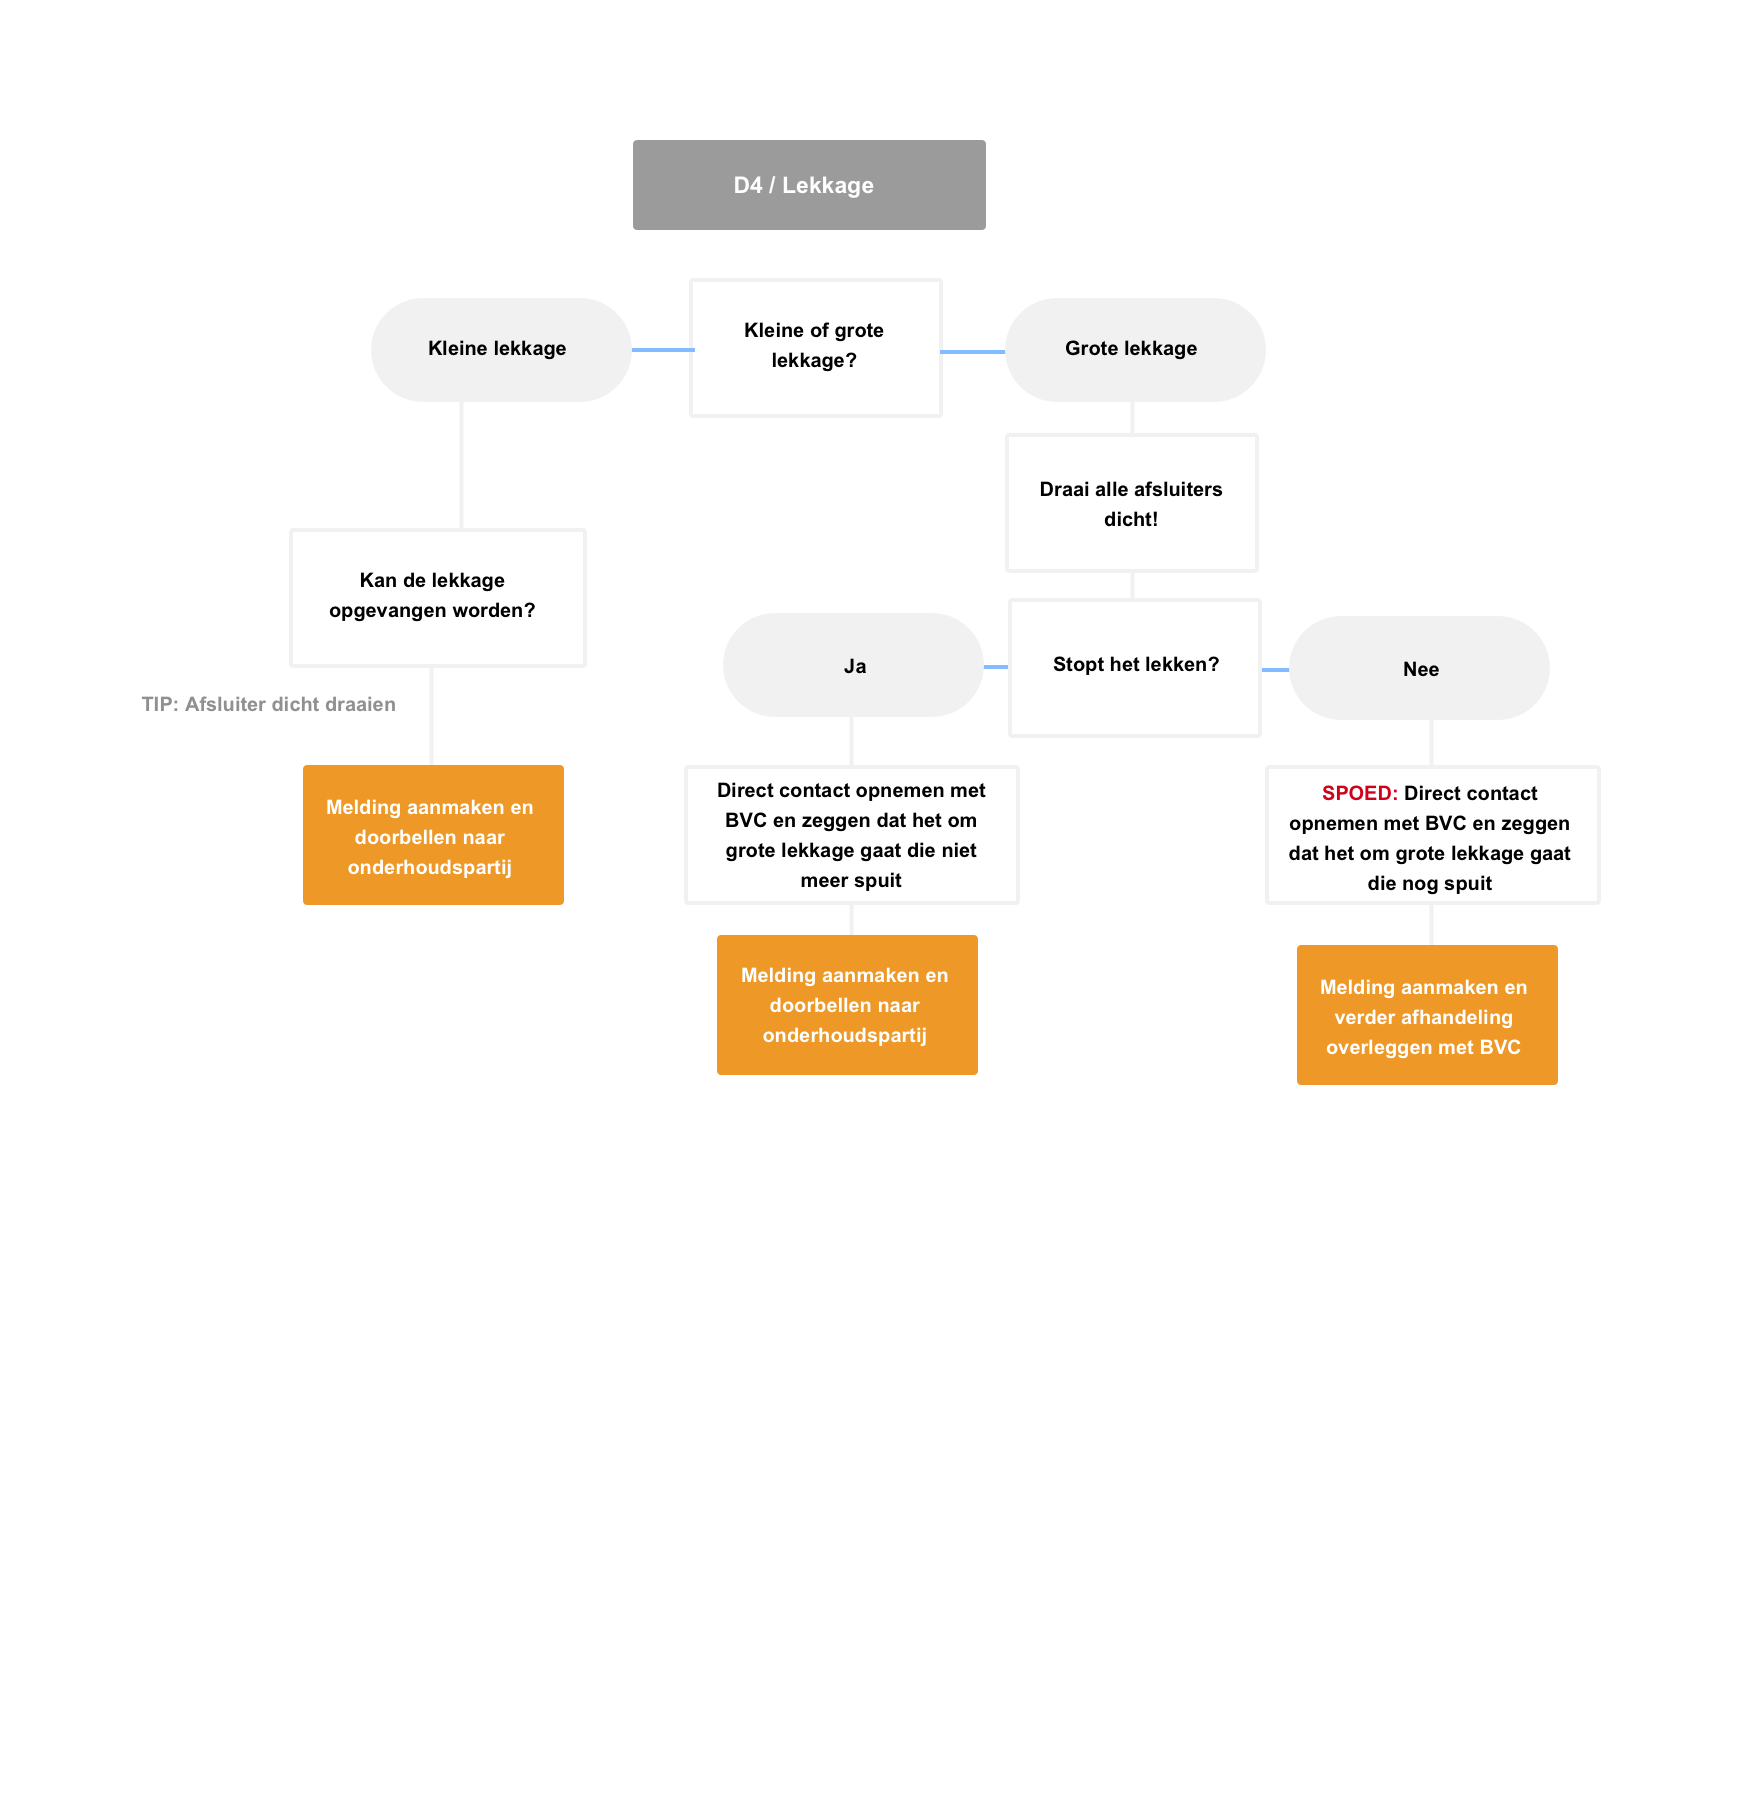 D4 / Lekkage
Kleine lekkage
Kleine of grote
lekkage?
Grote lekkage
Draai alle afsluiters
dicht!
Kan de lekkage
opgevangen worden?
Ja
Stopt het lekken?
Nee
TIP: Afsluiter dicht draaien
Melding aanmaken en
doorbellen naar
onderhoudspartij
Direct contact opnemen met
BVC en zeggen dat het om
grote lekkage gaat die niet
meer spuit
SPOED: Direct contact
opnemen met BVC en zeggen
dat het om grote lekkage gaat
die nog spuit
Melding aanmaken en
doorbellen naar
onderhoudspartij
Melding aanmaken en
verder afhandeling
overleggen met BVC